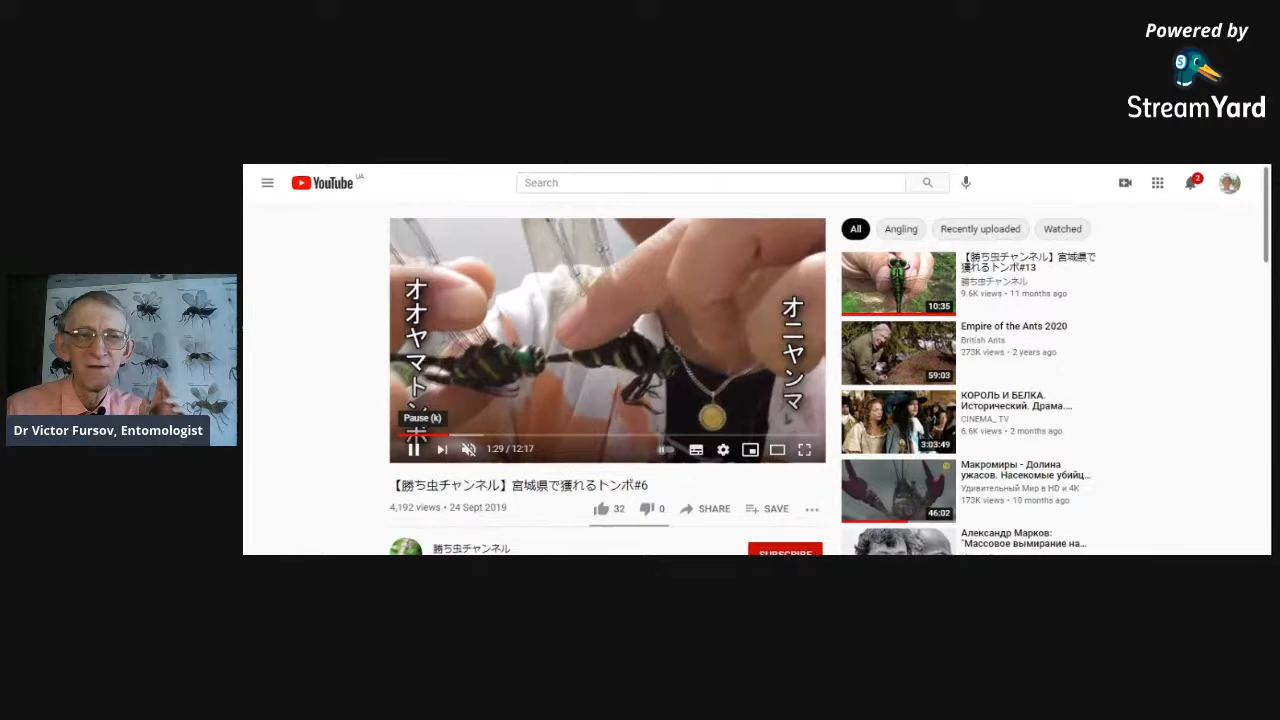 Powered by
StreamYard
YouTube UA
Search
2
オオヤマトンボ
オニヤンマ
Pause (k)
1:29 / 12:17
【勝ち虫チャンネル】宮城県で獲れるトンボ#6
4,192 views • 24 Sept 2019
32
0
SHARE
SAVE
勝ち虫チャンネル
SUBSCRIBE
All
Angling
Recently uploaded
Watched
10:35
【勝ち虫チャンネル】宮城県で
獲れるトンボ#13
勝ち虫チャンネル
9.6K views • 11 months ago
59:03
Empire of the Ants 2020
British Ants
273K views • 2 years ago
3:03:49
КОРОЛЬ И БЕЛКА.
Исторический. Драма....
CINEMA_ TV
6.6K views • 2 months ago
46:02
Макромиры - Долина
ужасов. Насекомые убийц...
Удивительный Мир в HD и 4K
173K views • 10 months ago
Александр Марков:
"Массовое вымирание на...
Dr Victor Fursov, Entomologist